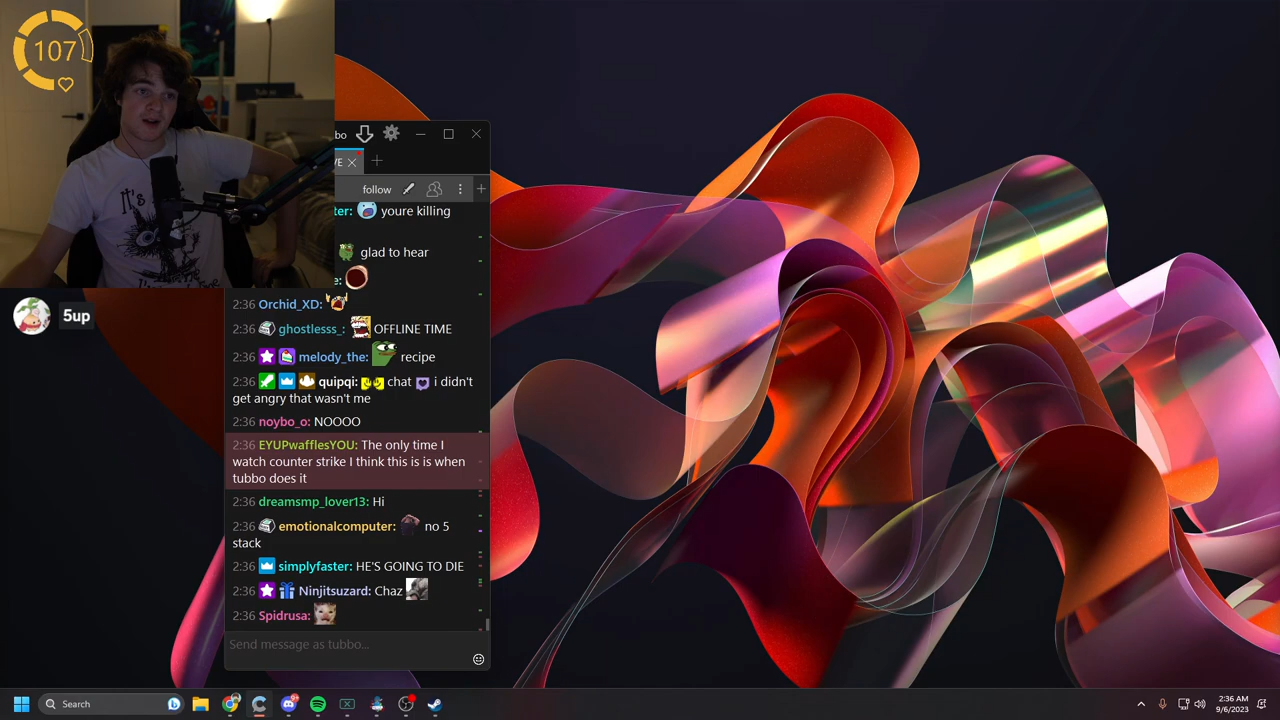 107
IT'S
5up
bo
VE
follow
ter: youre killing
glad to hear
e:
Orchid_XD:
2:36 ghostlesss_: OFFLINE TIME
2:36 melody_the: recipe
2:36 quipqi: chat i didn't
get angry that wasn't me
2:36 noybo_o: NOOOO
2:36 EYUPwafflesYOU: The only time I
watch counter strike I think this is is when
tubbo does it
2:36 dreamsmp_lover13: Hi
2:36 emotionalcomputer: no 5
stack
2:36 simplyfaster: HE'S GOING TO DIE
2:36 Ninjitsuzard: Chaz
2:36 Spidrusa:
Send message as tubbo...
Search
9+
2:36 AM
9/6/2023